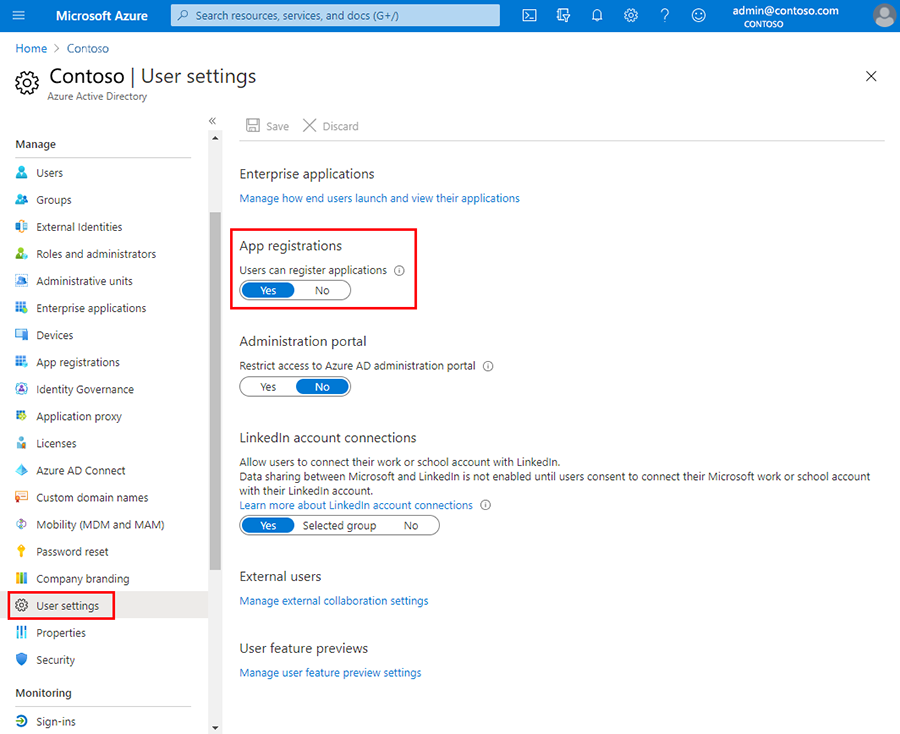 Microsoft Azure
Search resources, services, and docs (G+/)
admin@contoso.com
CONTOSO
Home > Contoso
Contoso | User settings
Azure Active Directory
«
Save Discard
Manage
Users
Groups
External Identities
Roles and administrators
Administrative units
Enterprise applications
Devices
App registrations
Identity Governance
Application proxy
Licenses
Azure AD Connect
Custom domain names
Mobility (MDM and MAM)
Password reset
Company branding
User settings
Properties
Security
Monitoring
Sign-ins
Enterprise applications
Manage how end users launch and view their applications
App registrations
Users can register applications
Yes No
Administration portal
Restrict access to Azure AD administration portal
Yes No
LinkedIn account connections
Allow users to connect their work or school account with LinkedIn.
Data sharing between Microsoft and LinkedIn is not enabled until users consent to connect their Microsoft work or school account
with their LinkedIn account.
Learn more about LinkedIn account connections
Yes Selected group No
External users
Manage external collaboration settings
User feature previews
Manage user feature preview settings